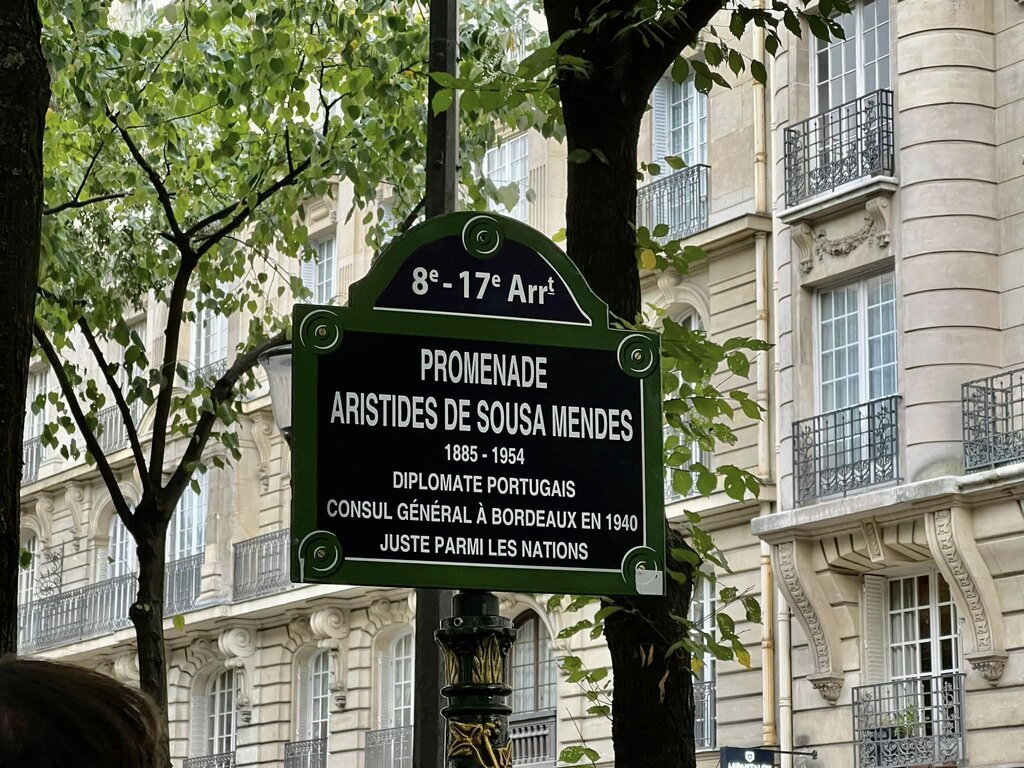 8e - 17e Arrt
PROMENADE
ARISTIDES DE SOUSA MENDES
1885 - 1954
DIPLOMATE PORTUGAIS
CONSUL GÉNÉRAL À BORDEAUX EN 1940
JUSTE PARMI LES NATIONS